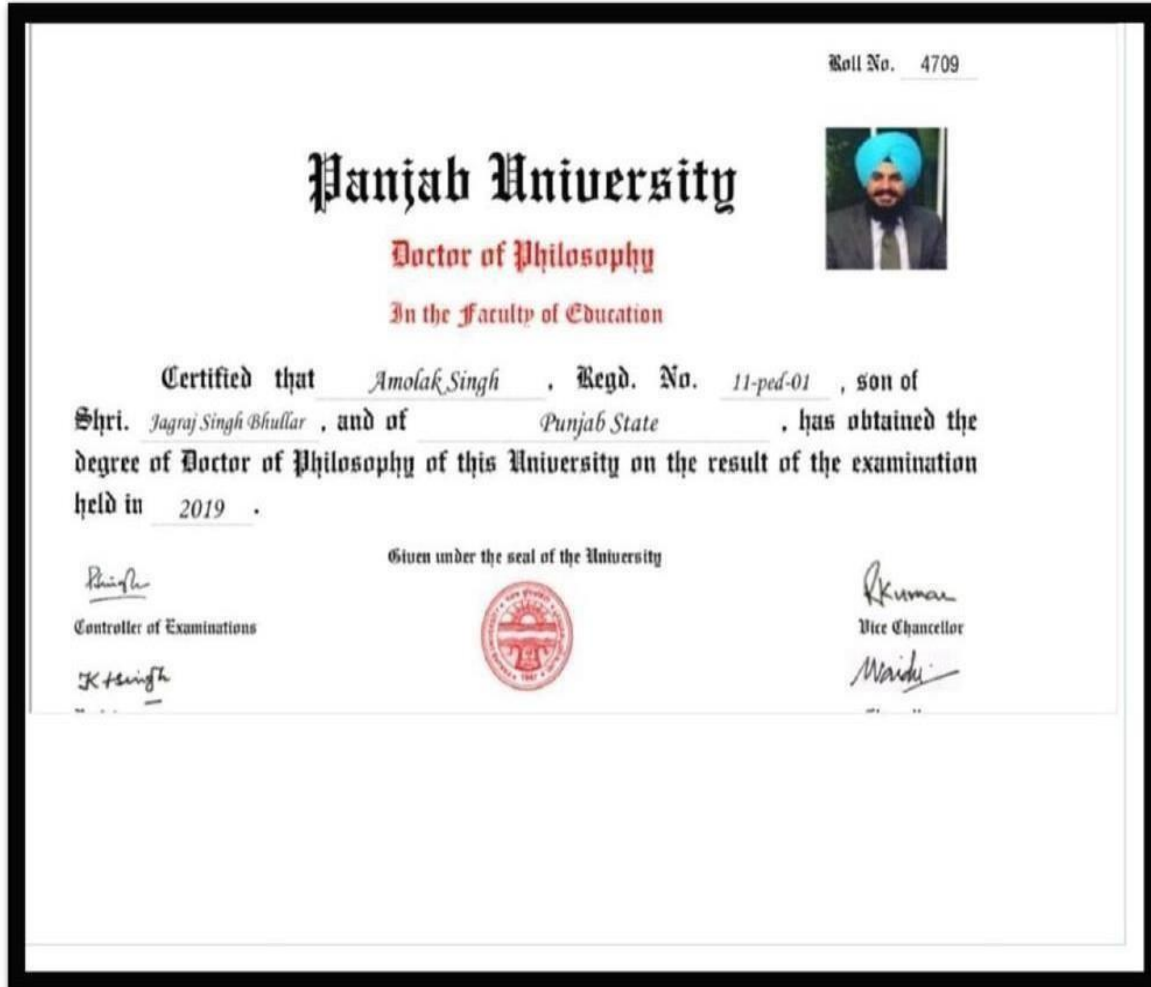 Roll No. 4709
Panjab University
Doctor of Philosophy
In the Faculty of Education
Certified that Amolak Singh , Regd. No. 11-ped-01 , son of
Shri. Jagraj Singh Bhullar , and of Punjab State , has obtained the
degree of Doctor of Philosophy of this University on the result of the examination
held in 2019 .
Given under the seal of the University
RKumar
Controller of Examinations
Vice Chancellor
KHSingh